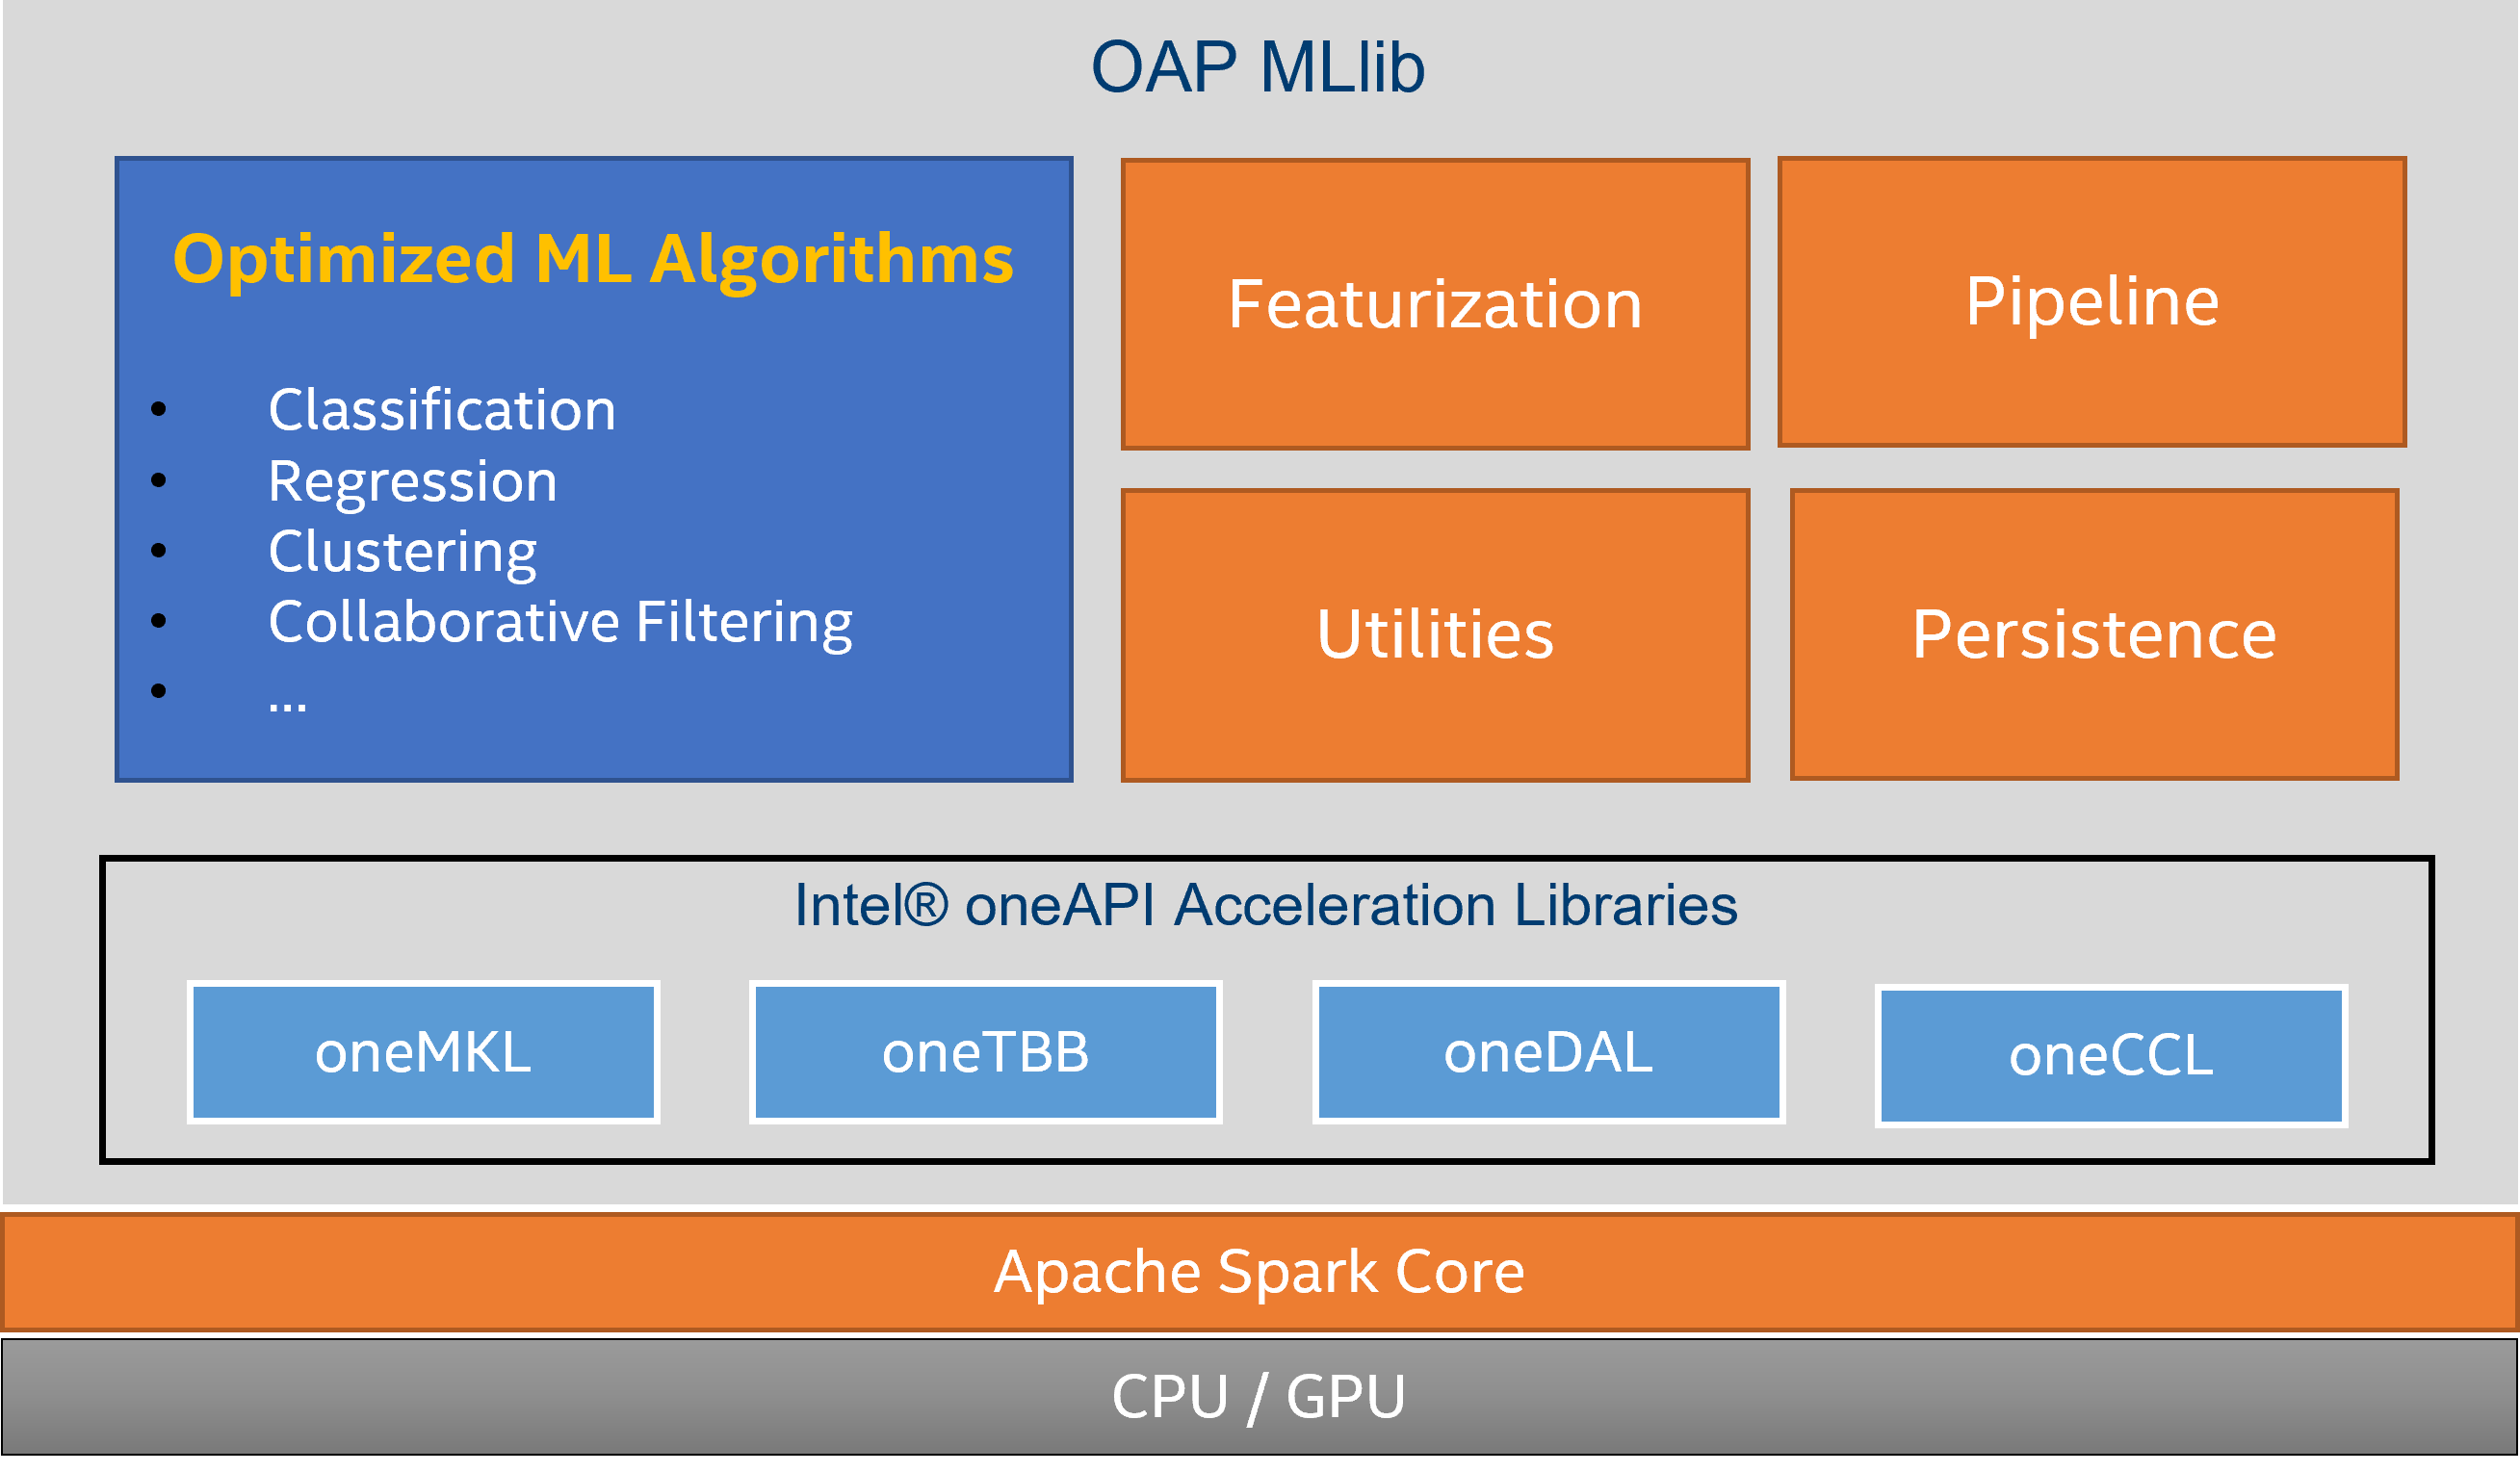 OAP MLlib
Optimized ML Algorithms
• Classification
• Regression
• Clustering
• Collaborative Filtering
• ...
Featurization
Pipeline
Utilities
Persistence
Intel® oneAPI Acceleration Libraries
oneMKL
oneTBB
oneDAL
oneCCL
Apache Spark Core
CPU / GPU